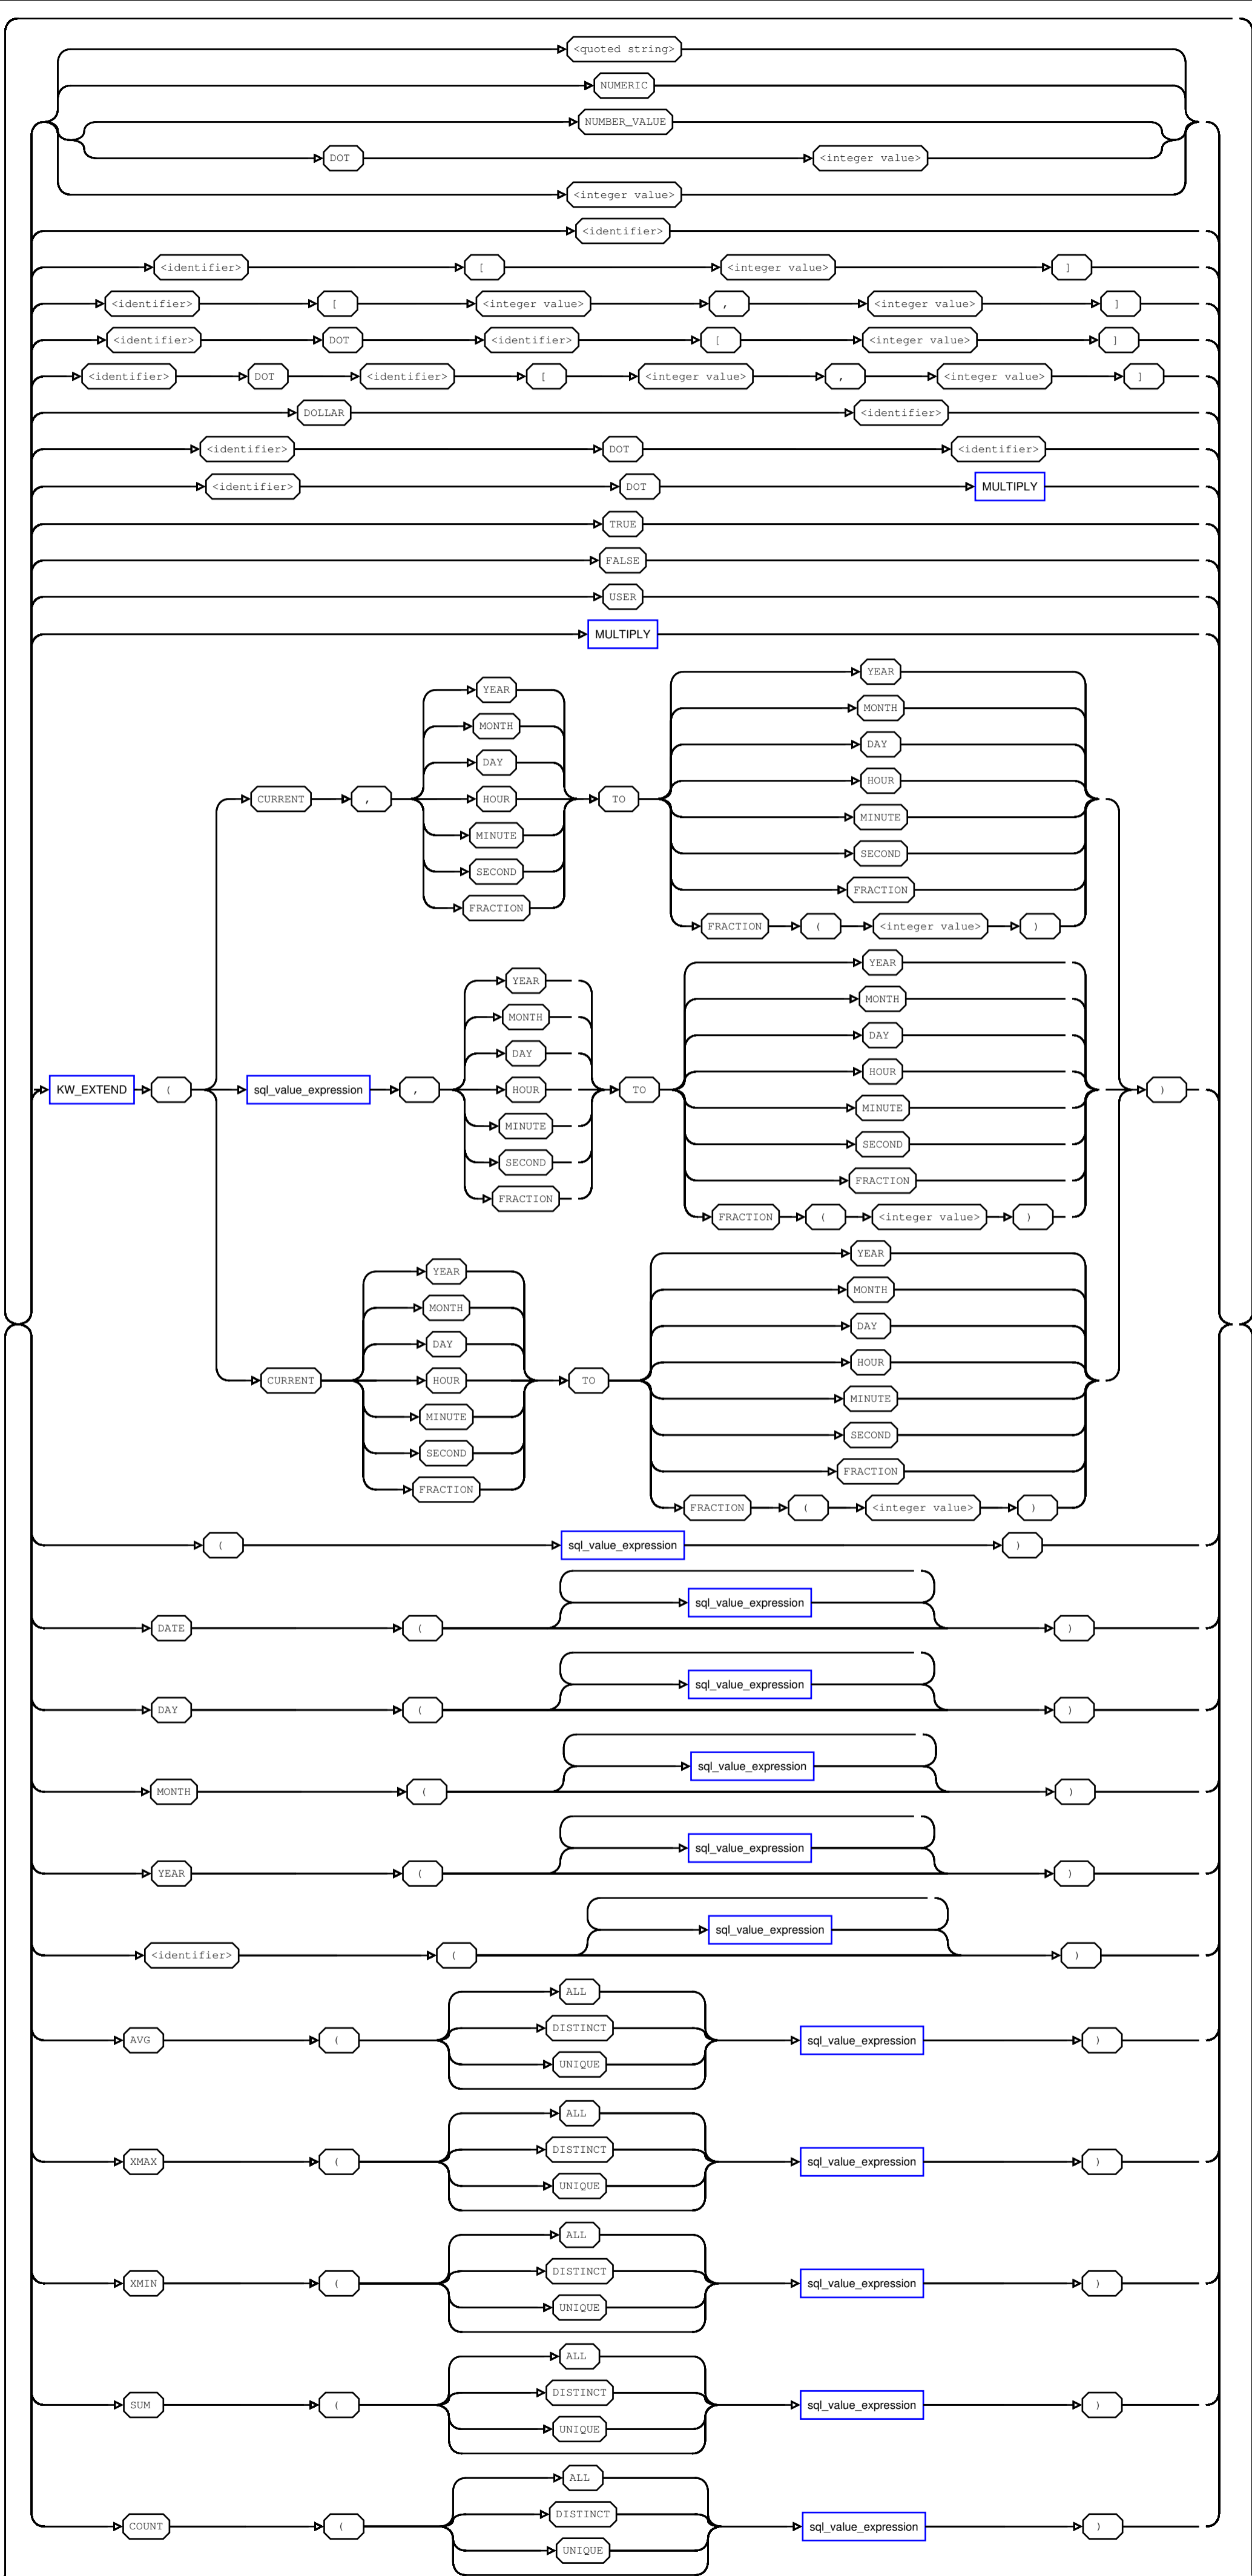 <quoted string>
NUMERIC
NUMBER_VALUE
DOT <integer value>
<integer value>
<identifier>
<identifier> [ <integer value> ]
<identifier> [ <integer value> , <integer value> ]
<identifier> DOT <identifier> [ <integer value> ]
<identifier> DOT <identifier> [ <integer value> , <integer value> ]
DOLLAR <identifier>
<identifier> DOT <identifier>
<identifier> DOT MULTIPLY
TRUE
FALSE
USER
MULTIPLY
YEAR
YEAR
MONTH
MONTH
DAY
DAY
HOUR
CURRENT , HOUR TO
MINUTE
MINUTE
SECOND
SECOND
FRACTION
FRACTION
FRACTION ( <integer value> )
YEAR
YEAR
MONTH
MONTH
DAY
DAY
HOUR
KW_EXTEND ( sql_value_expression , HOUR TO )
MINUTE
MINUTE
SECOND
SECOND
FRACTION
FRACTION
FRACTION ( <integer value> )
YEAR
YEAR
MONTH
MONTH
DAY
DAY
HOUR
CURRENT HOUR TO
MINUTE
MINUTE
SECOND
SECOND
FRACTION
FRACTION
FRACTION ( <integer value> )
( sql_value_expression )
sql_value_expression
DATE ( )
sql_value_expression
DAY ( )
sql_value_expression
MONTH ( )
sql_value_expression
YEAR ( )
sql_value_expression
<identifier> ( )
ALL
DISTINCT
AVG ( sql_value_expression )
UNIQUE
ALL
DISTINCT
XMAX ( sql_value_expression )
UNIQUE
ALL
DISTINCT
XMIN ( sql_value_expression )
UNIQUE
ALL
DISTINCT
SUM ( sql_value_expression )
UNIQUE
ALL
DISTINCT
COUNT ( sql_value_expression )
UNIQUE